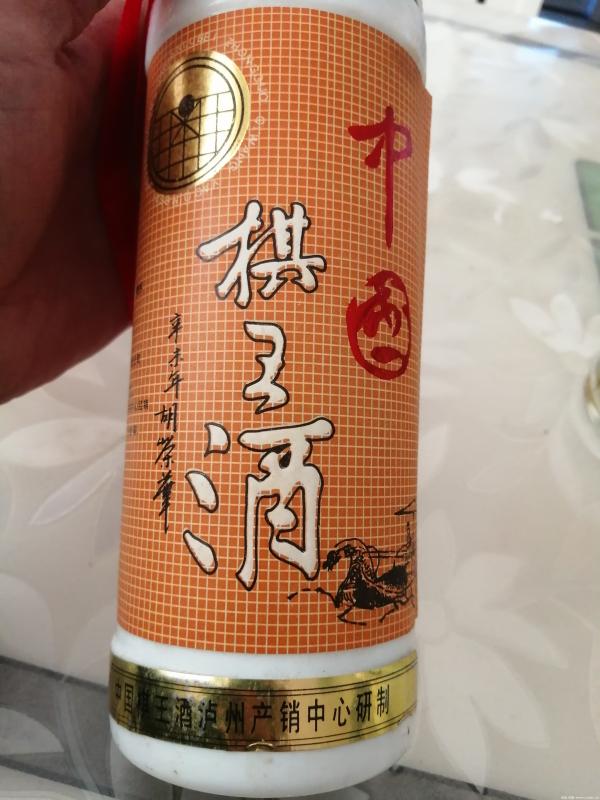 中国
棋王酒
辛未年胡荣华
中国棋王酒泸州产销中心研制